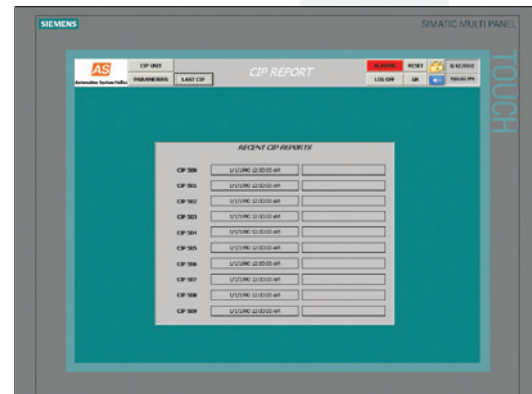 SIEMENS
SIMATIC MULTI PANEL
TOUCH
AS
CIP UNIT
PARAMETERS
LAST CIP
CIP REPORT
ALARMS
RESET
LOG OFF
GR
RECENT CIP REPORTS
CIP 500 1/1/1990 12:00:00 AM
CIP 501 1/1/1990 12:00:00 AM
CIP 502 1/1/1990 12:00:00 AM
CIP 503 1/1/1990 12:00:00 AM
CIP 504 1/1/1990 12:00:00 AM
CIP 505 1/1/1990 12:00:00 AM
CIP 506 1/1/1990 12:00:00 AM
CIP 507 1/1/1990 12:00:00 AM
CIP 508 1/1/1990 12:00:00 AM
CIP 509 1/1/1990 12:00:00 AM